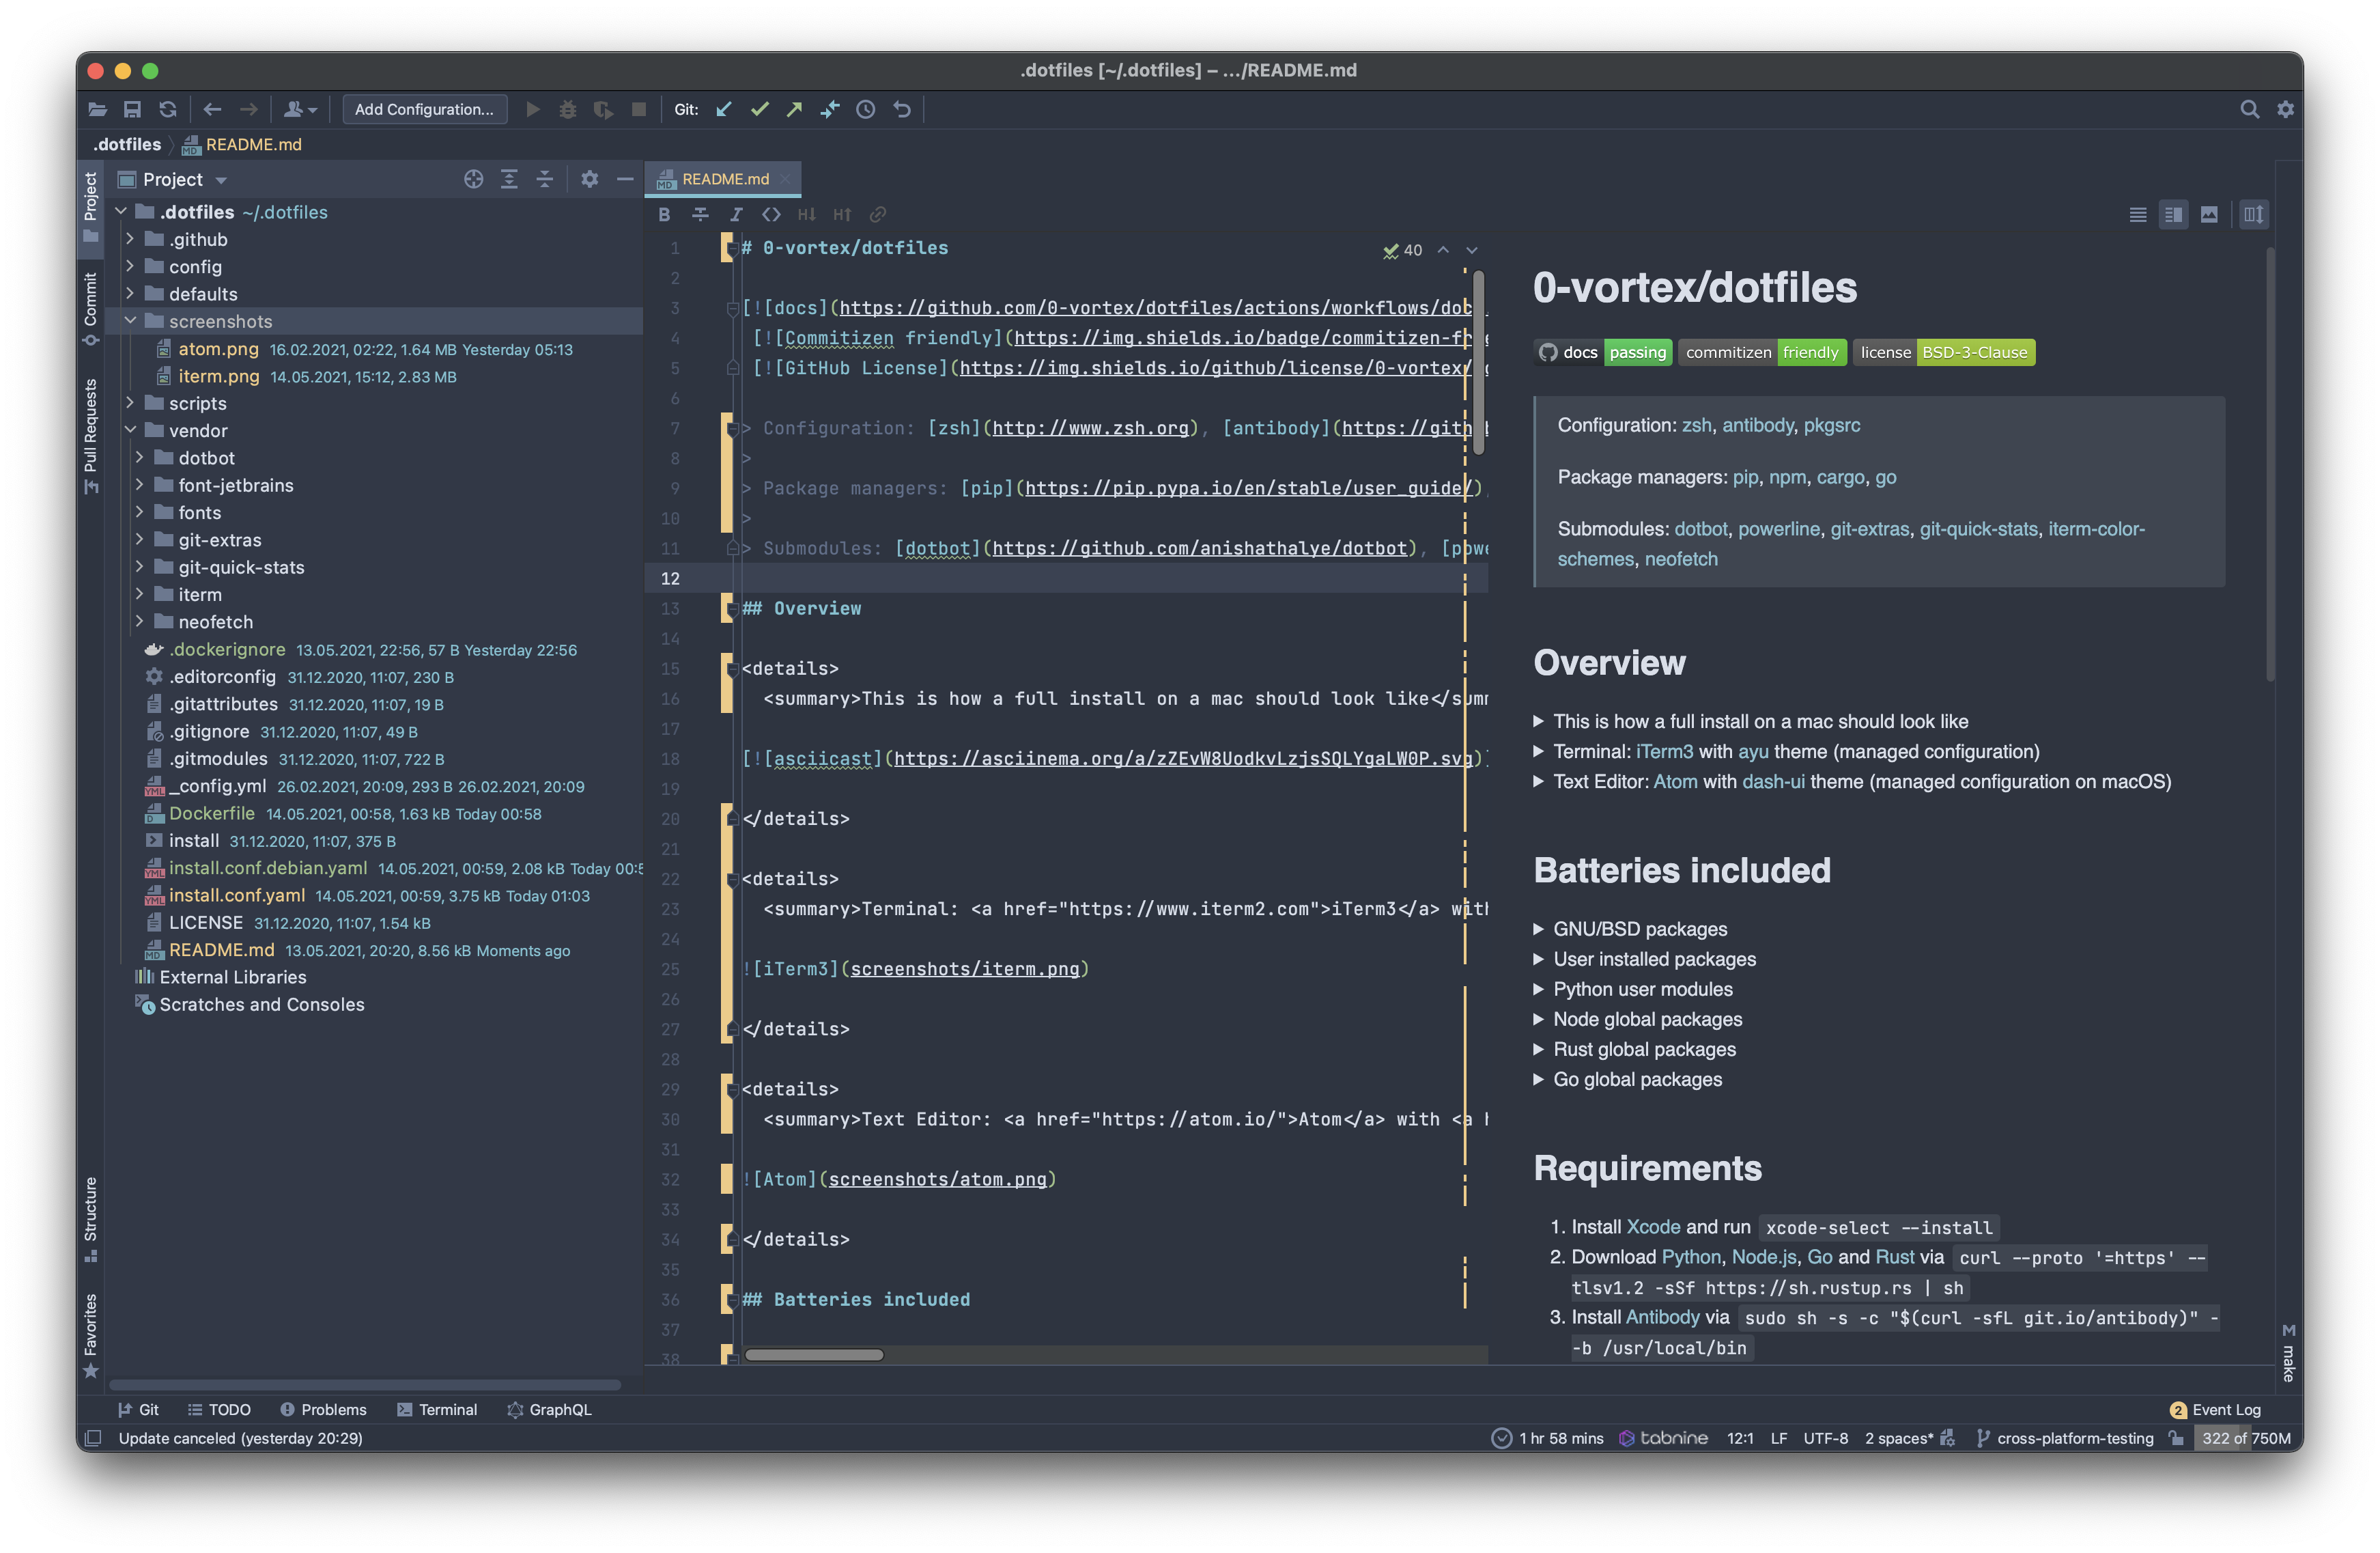 .dotfiles [~/.dotfiles] – .../README.md
Add Configuration...
Git:
.dotfiles
README.md
Project
Commit
Pull Requests
Structure
Favorites
Project
.dotfiles ~/.dotfiles
.github
config
defaults
screenshots
atom.png 16.02.2021, 02:22, 1.64 MB Yesterday 05:13
iterm.png 14.05.2021, 15:12, 2.83 MB
scripts
vendor
dotbot
font-jetbrains
fonts
git-extras
git-quick-stats
iterm
neofetch
.dockerignore 13.05.2021, 22:56, 57 B Yesterday 22:56
.editorconfig 31.12.2020, 11:07, 230 B
.gitattributes 31.12.2020, 11:07, 19 B
.gitignore 31.12.2020, 11:07, 49 B
.gitmodules 31.12.2020, 11:07, 722 B
_config.yml 26.02.2021, 20:09, 293 B 26.02.2021, 20:09
Dockerfile 14.05.2021, 00:58, 1.63 kB Today 00:58
install 31.12.2020, 11:07, 375 B
install.conf.debian.yaml 14.05.2021, 00:59, 2.08 kB Today 00:5
install.conf.yaml 14.05.2021, 00:59, 3.75 kB Today 01:03
LICENSE 31.12.2020, 11:07, 1.54 kB
README.md 13.05.2021, 20:20, 8.56 kB Moments ago
External Libraries
Scratches and Consoles
README.md
B I <> H↓ H↑
40
1 # 0-vortex/dotfiles
2
3 [![docs](https://github.com/0-vortex/dotfiles/actions/workflows/doc
4 [![Commitizen friendly](https://img.shields.io/badge/commitizen-fr
5 [![GitHub License](https://img.shields.io/github/license/0-vortex/
6
7 > Configuration: [zsh](http://www.zsh.org), [antibody](https://gith
8 >
9 > Package managers: [pip](https://pip.pypa.io/en/stable/user_guide/),
10 >
11 > Submodules: [dotbot](https://github.com/anishathalye/dotbot), [powe
12
13 ## Overview
14
15 <details>
16 <summary>This is how a full install on a mac should look like</summ
17
18 [![asciicast](https://asciinema.org/a/zZEvW8UodkvLzjsSQLYgaLW0P.svg)]
19
20 </details>
21
22 <details>
23 <summary>Terminal: <a href="https://www.iterm2.com">iTerm3</a> with
24
25 ![iTerm3](screenshots/iterm.png)
26
27 </details>
28
29 <details>
30 <summary>Text Editor: <a href="https://atom.io/">Atom</a> with <a h
31
32 ![Atom](screenshots/atom.png)
33
34 </details>
35
36 ## Batteries included
37
38
0-vortex/dotfiles
docs passing commitizen friendly license BSD-3-Clause
Configuration: zsh, antibody, pkgsrc
Package managers: pip, npm, cargo, go
Submodules: dotbot, powerline, git-extras, git-quick-stats, iterm-color-
schemes, neofetch
Overview
This is how a full install on a mac should look like
Terminal: iTerm3 with ayu theme (managed configuration)
Text Editor: Atom with dash-ui theme (managed configuration on macOS)
Batteries included
GNU/BSD packages
User installed packages
Python user modules
Node global packages
Rust global packages
Go global packages
Requirements
1. Install Xcode and run xcode-select --install
2. Download Python, Node.js, Go and Rust via curl --proto '=https' --
tlsv1.2 -sSf https://sh.rustup.rs | sh
3. Install Antibody via sudo sh -s -c "$(curl -sfL git.io/antibody)" -
-b /usr/local/bin
M make
Git TODO Problems Terminal GraphQL
2 Event Log
Update canceled (yesterday 20:29)
1 hr 58 mins tabnine 12:1 LF UTF-8 2 spaces* cross-platform-testing 322 of 750M